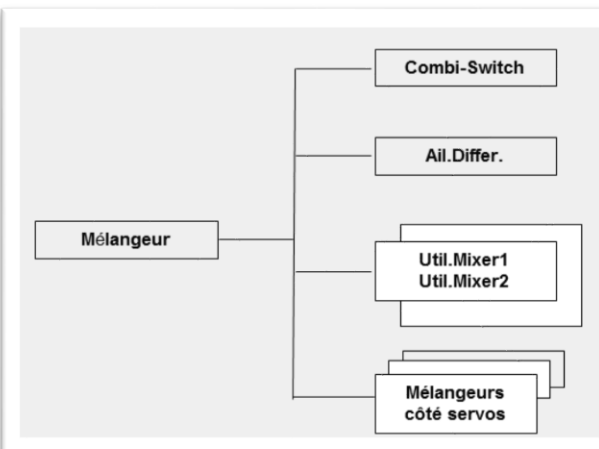 Combi-Switch
Ail.Differ.
Mélangeur
Util.Mixer1
Util.Mixer2
Mélangeurs
côté servos